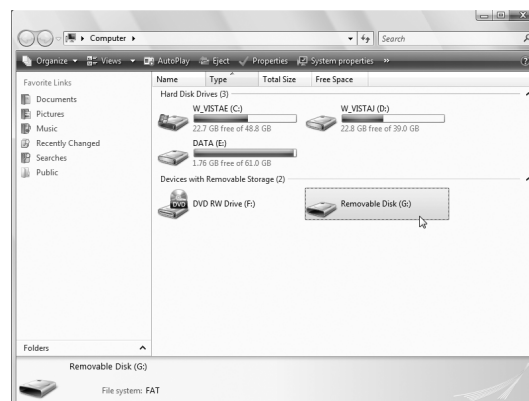 Computer
Search
Organize Views AutoPlay Eject Properties System properties »
Favorite Links
Documents
Pictures
Music
Recently Changed
Searches
Public
Folders
Name Type Total Size Free Space
Hard Disk Drives (3)
W_VISTAE (C:) W_VISTAJ (D:)
22.7 GB free of 48.8 GB 22.8 GB free of 39.0 GB
DATA (E:)
1.76 GB free of 61.0 GB
Devices with Removable Storage (2)
DVD RW Drive (F:) Removable Disk (G:)
Removable Disk (G:)
File system: FAT